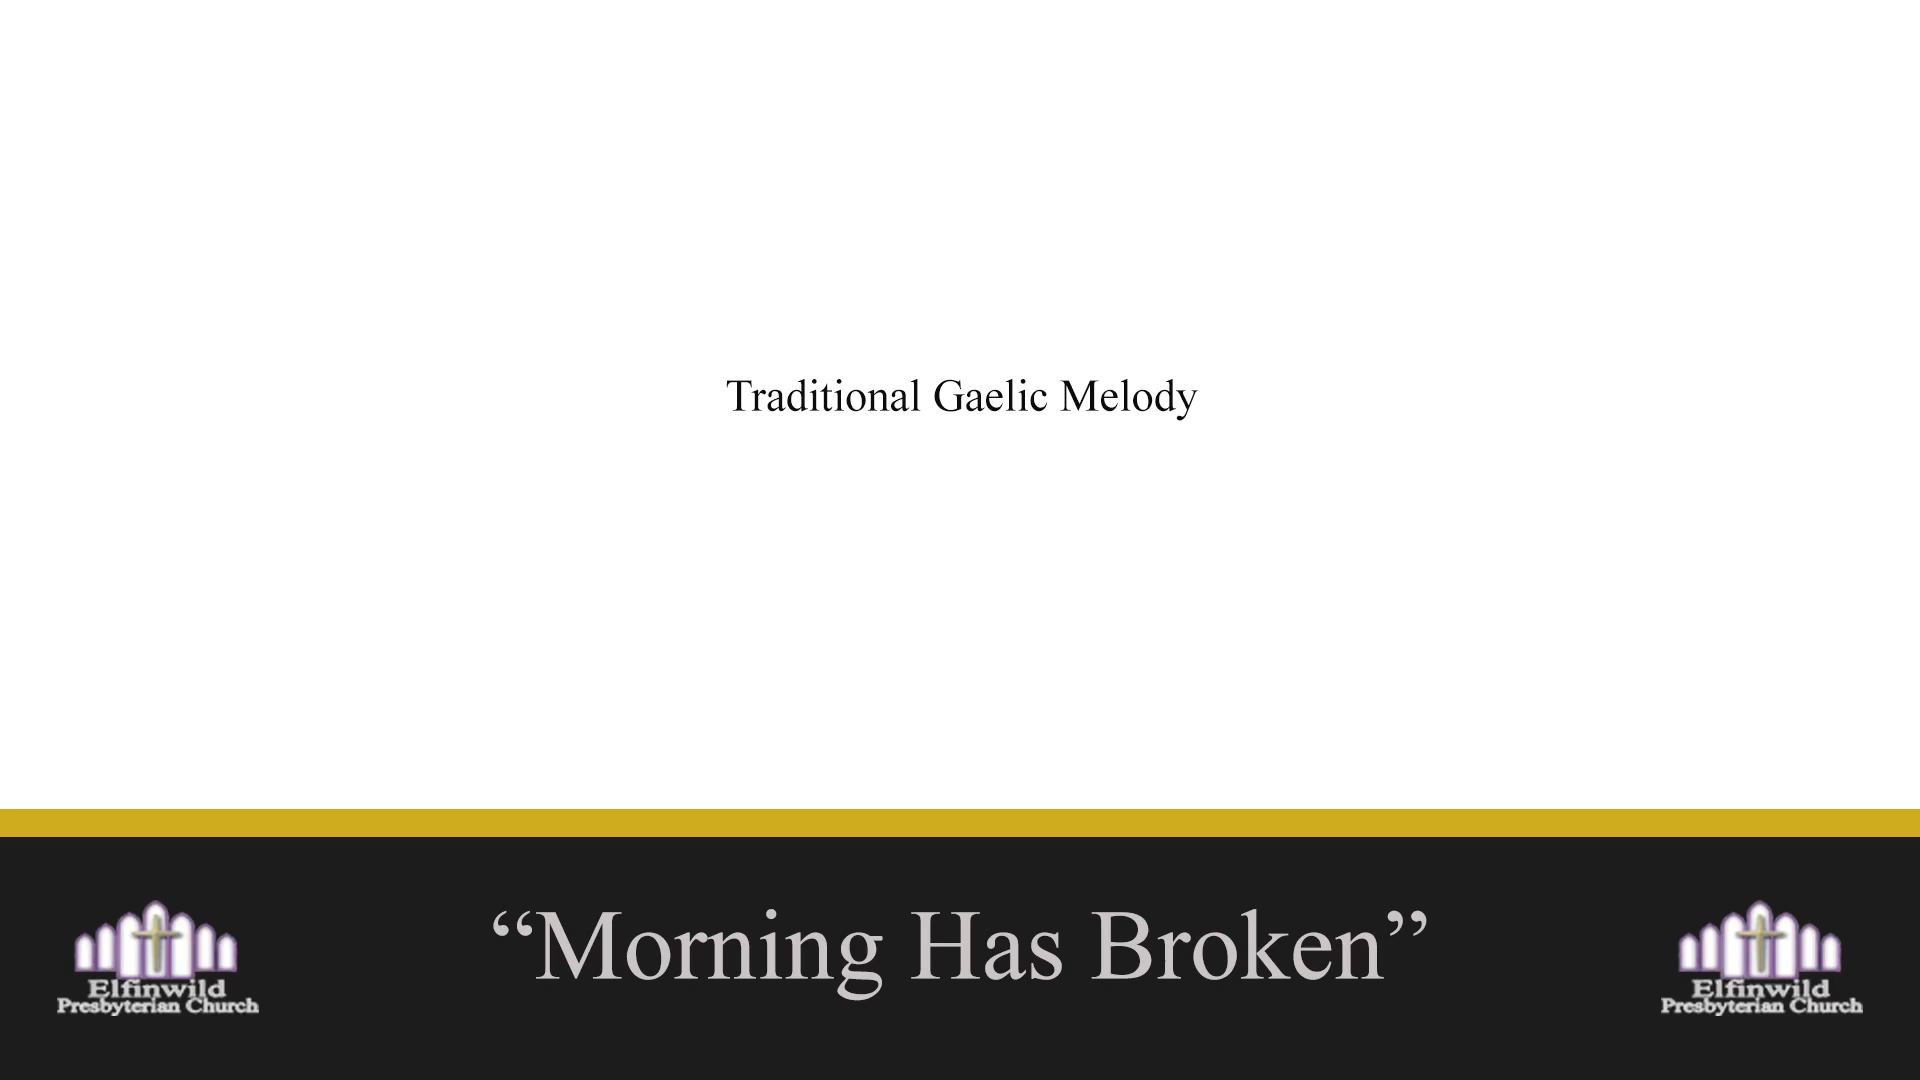 Traditional Gaelic Melody
“Morning Has Broken”
Elfinwild
Presbyterian Church
Elfinwild
Presbyterian Church